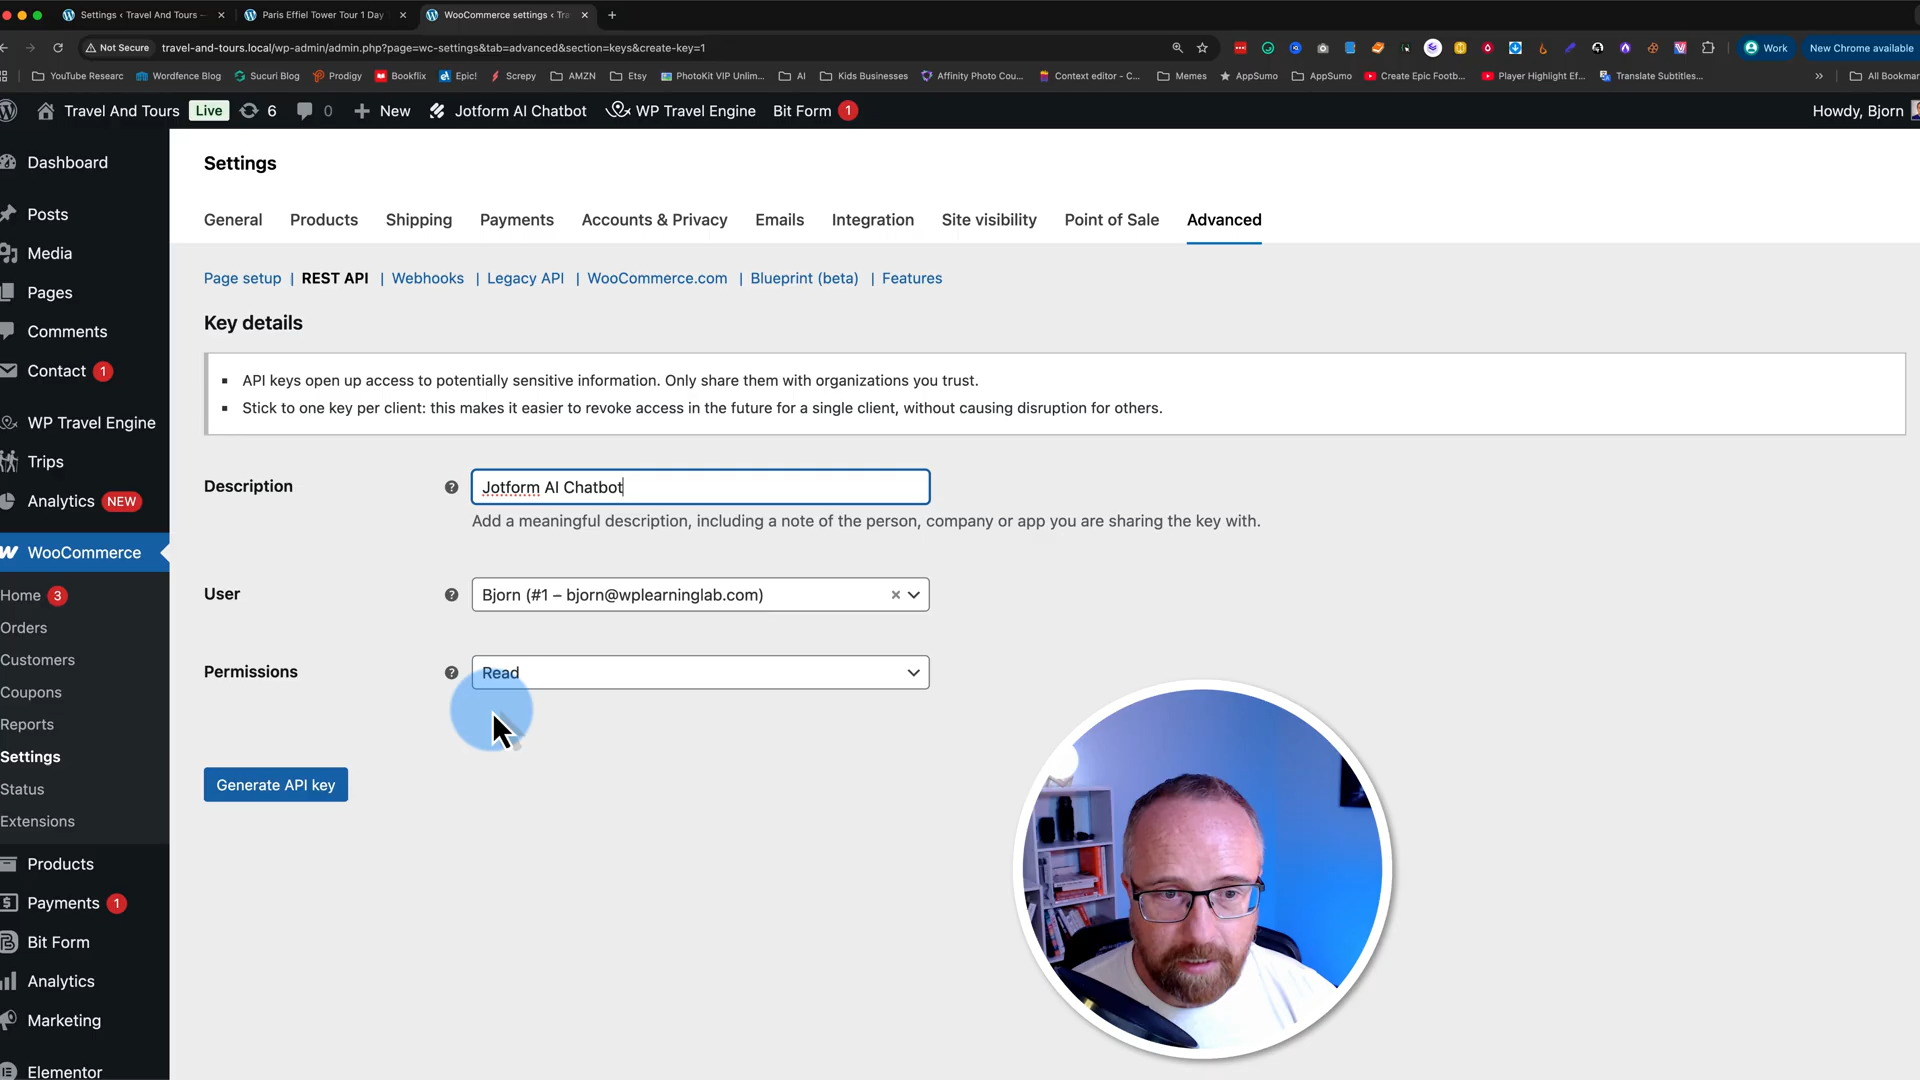 Settings ‹ Travel And Tours —
Paris Effiel Tower Tour 1 Day
WooCommerce settings ‹ Tra
Not Secure
travel-and-tours.local/wp-admin/admin.php?page=wc-settings&tab=advanced&section=keys&create-key=1
Work
New Chrome available
YouTube Researc
Wordfence Blog
Sucuri Blog
Prodigy
Bookflix
Epic!
Screpy
AMZN
Etsy
PhotoKit VIP Unlim...
AI
Kids Businesses
Affinity Photo Cou...
Context editor - C...
Memes
AppSumo
AppSumo
Create Epic Footb...
Player Highlight Ef...
Translate Subtitles...
»
All Bookmar
Travel And Tours
Live
6
0
New
Jotform AI Chatbot
WP Travel Engine
Bit Form 1
Howdy, Bjorn
Dashboard
Posts
Media
Pages
Comments
Contact 1
WP Travel Engine
Trips
Analytics NEW
WooCommerce
Home 3
Orders
Customers
Coupons
Reports
Settings
Status
Extensions
Products
Payments 1
Bit Form
Analytics
Marketing
Elementor
Settings
General
Products
Shipping
Payments
Accounts & Privacy
Emails
Integration
Site visibility
Point of Sale
Advanced
Page setup | REST API | Webhooks | Legacy API | WooCommerce.com | Blueprint (beta) | Features
Key details
API keys open up access to potentially sensitive information. Only share them with organizations you trust.
Stick to one key per client: this makes it easier to revoke access in the future for a single client, without causing disruption for others.
Description
Jotform AI Chatbot
Add a meaningful description, including a note of the person, company or app you are sharing the key with.
User
Bjorn (#1 – bjorn@wplearninglab.com)
Permissions
Read
Generate API key